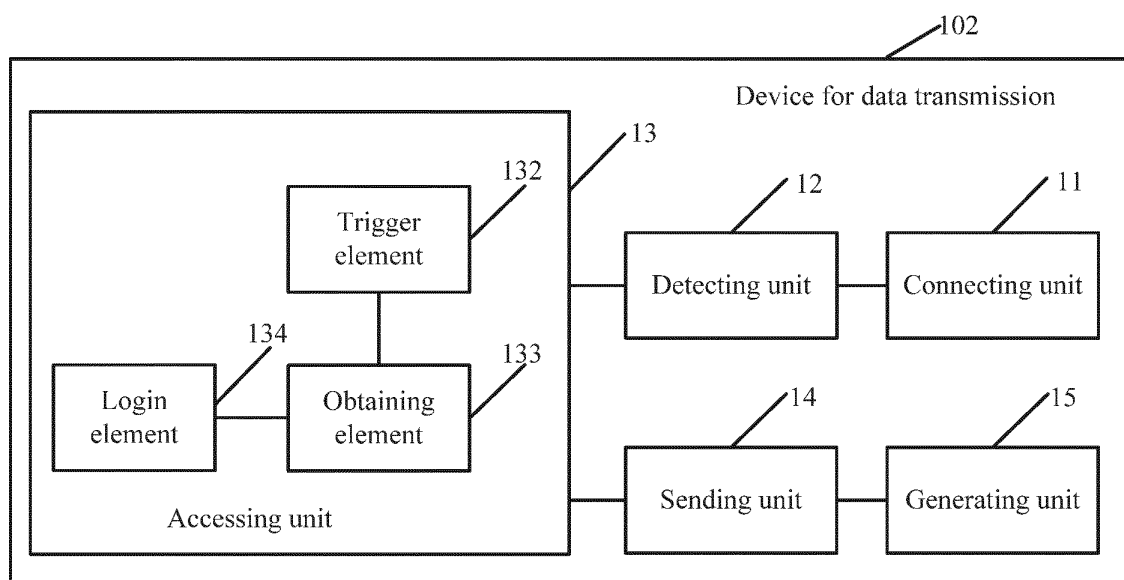 102
Device for data transmission
13
132
12
11
Trigger
element
Detecting unit
Connecting unit
134
133
Login
element
Obtaining
element
14
15
Sending unit
Generating unit
Accessing unit